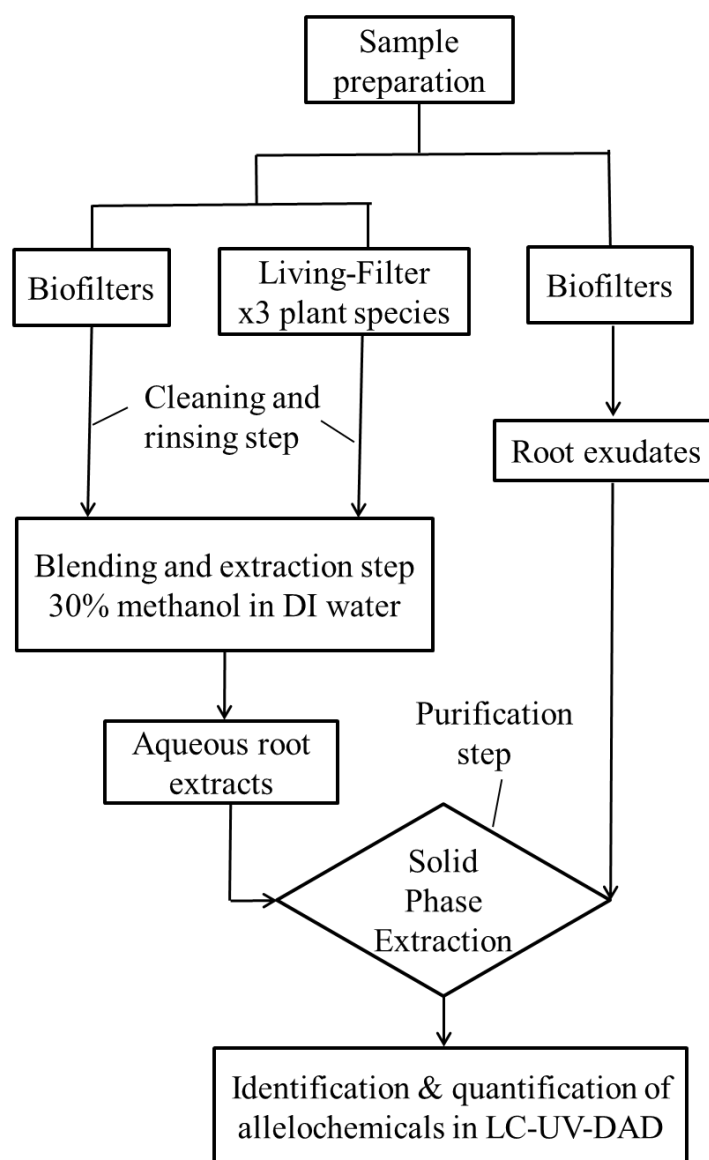 Sample
preparation
Biofilters
Living-Filter
x3 plant species
Biofilters
Cleaning and
rinsing step
Root exudates
Blending and extraction step
30% methanol in DI water
Aqueous root
extracts
Purification
step
Solid
Phase
Extraction
Identification & quantification of
allelochemicals in LC-UV-DAD